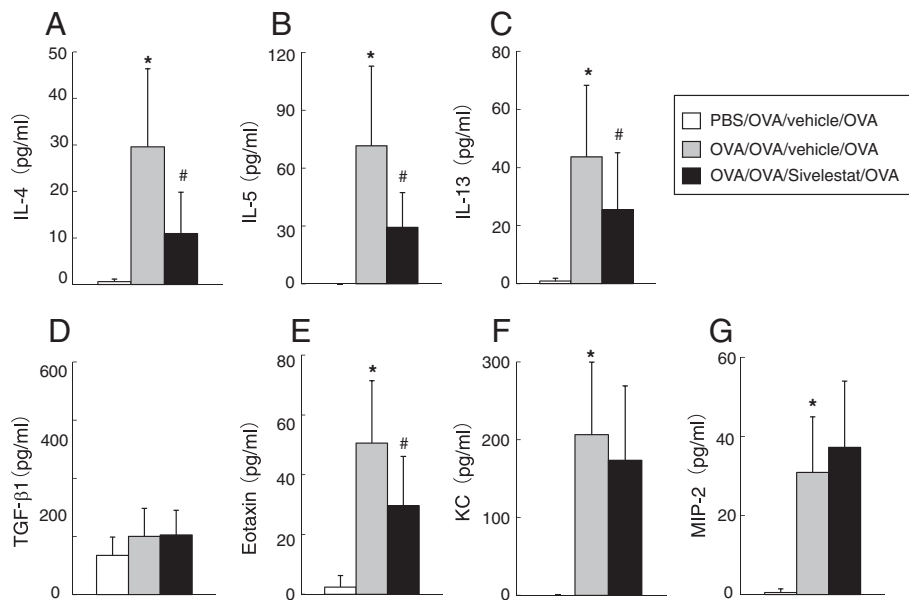 A
IL-4 (pg/ml)
50
40
30
20
10
0
*
#
B
IL-5 (pg/ml)
120
90
60
30
0
*
#
C
IL-13 (pg/ml)
80
60
40
20
0
*
#
PBS/OVA/vehicle/OVA
OVA/OVA/vehicle/OVA
OVA/OVA/Sivelestat/OVA
D
TGF-β1(pg/ml)
600
400
200
0
E
Eotaxin (pg/ml)
80
60
40
20
0
*
#
F
KC (pg/ml)
300
200
100
0
*
G
MIP-2 (pg/ml)
60
40
20
0
*